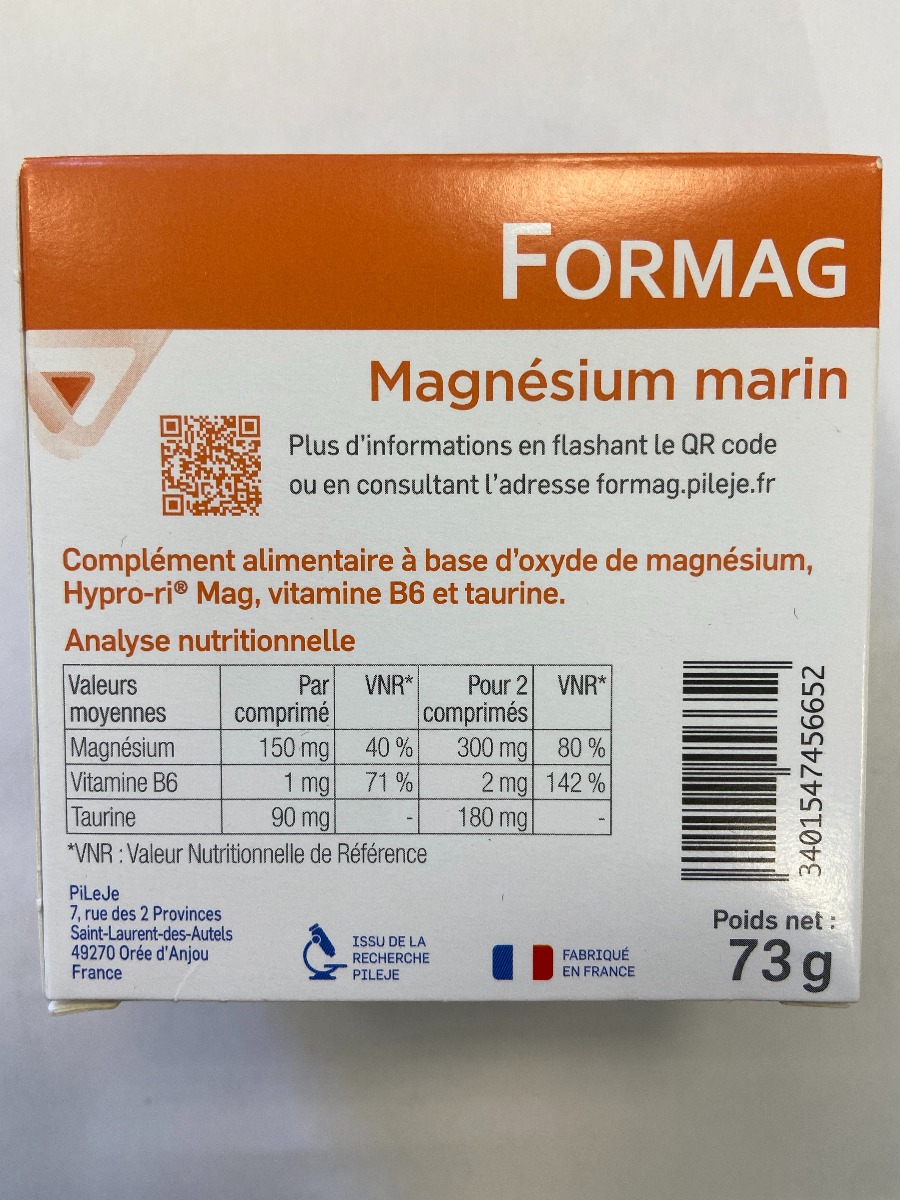 FORMAG
Magnésium marin
Plus d'informations en flashant le QR code
ou en consultant l'adresse formag.pileje.fr
Complément alimentaire à base d'oxyde de magnésium,
Hypro-ri® Mag, vitamine B6 et taurine.
Analyse nutritionnelle
Valeurs moyennes Par comprimé VNR* Pour 2 comprimés VNR*
Magnésium 150 mg 40 % 300 mg 80 %
Vitamine B6 1 mg 71 % 2 mg 142 %
Taurine 90 mg - 180 mg -
*VNR : Valeur Nutritionnelle de Référence
3401547456652
PiLeJe
7, rue des 2 Provinces
Saint-Laurent-des-Autels
49270 Orée d'Anjou
France
ISSU DE LA
RECHERCHE
PILEJE
FABRIQUÉ
EN FRANCE
Poids net :
73 g